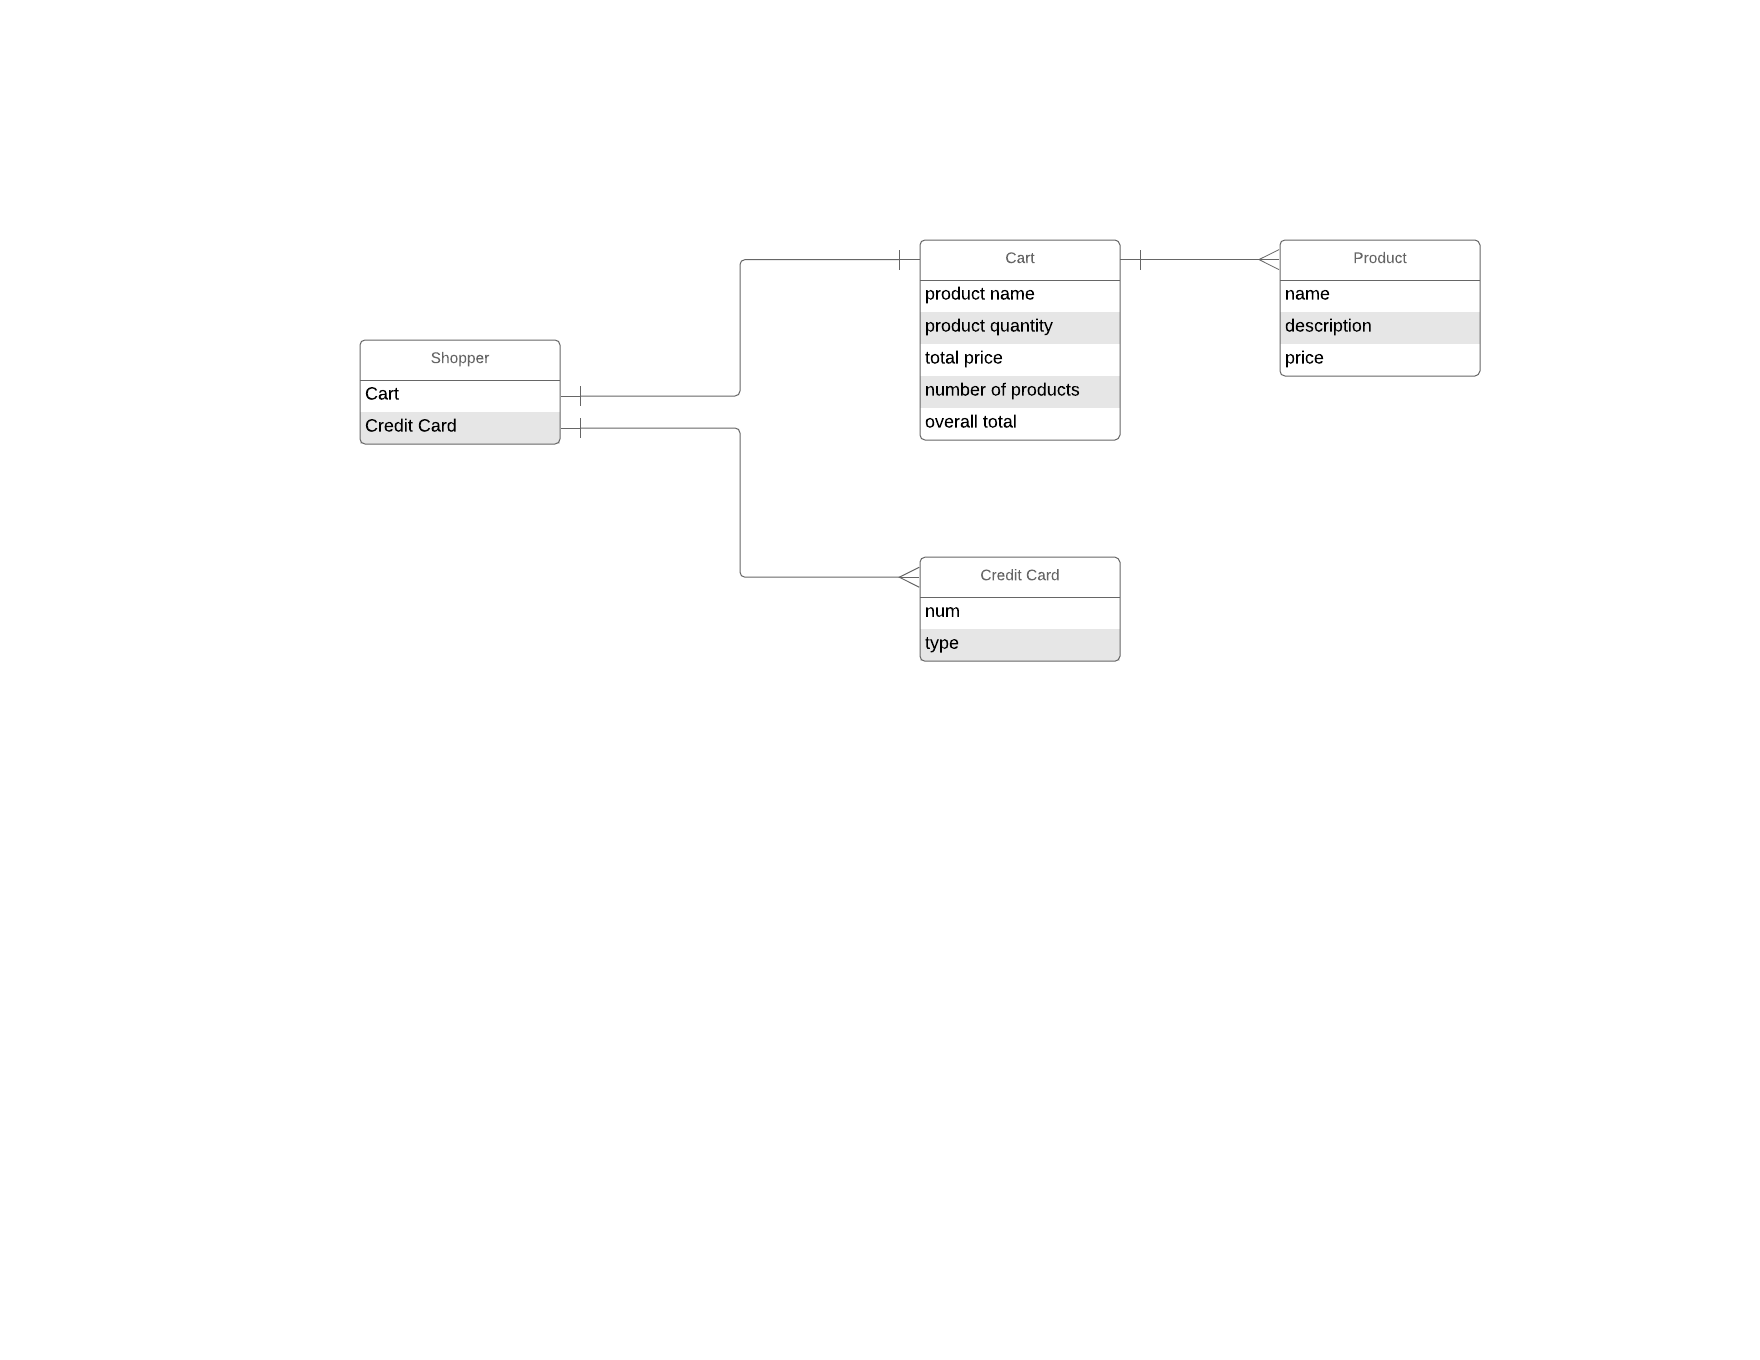 Shopper
Cart
Credit Card
Cart
product name
product quantity
total price
number of products
overall total
Product
name
description
price
Credit Card
num
type